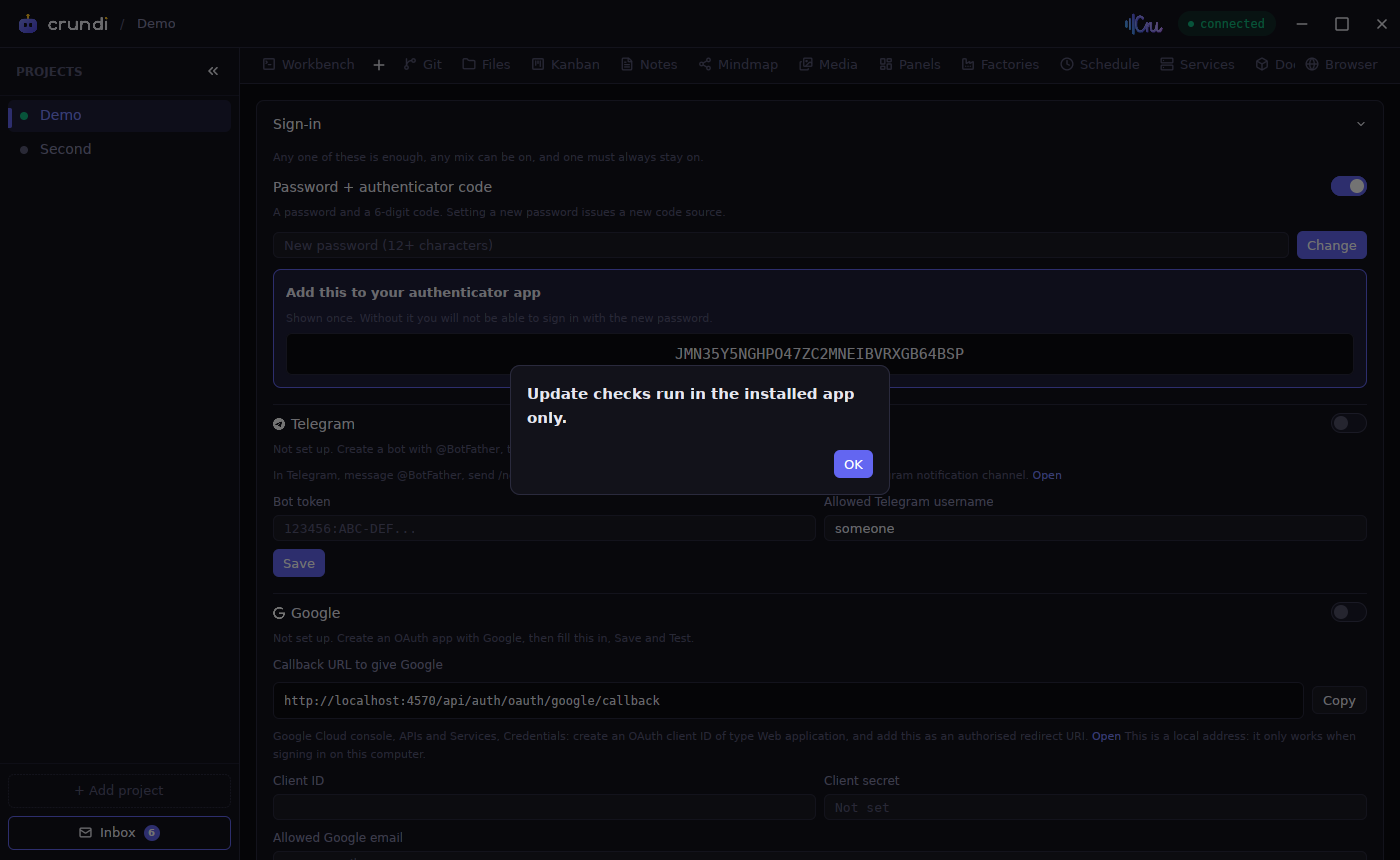 crundi / Demo
Cru
connected
PROJECTS
Workbench
Git
Files
Kanban
Notes
Mindmap
Media
Panels
Factories
Schedule
Services
Browser
Demo
Second
Sign-in
Any one of these is enough, any mix can be on, and one must always stay on.
Password + authenticator code
A password and a 6-digit code. Setting a new password issues a new code source.
New password (12+ characters)
Change
Add this to your authenticator app
Shown once. Without it you will not be able to sign in with the new password.
JMN35Y5NGHPO47ZC2MNEIBVRXGB64BSP
Update checks run in the installed app
only.
OK
Telegram
Not set up. Create a bot with @BotFather,
In Telegram, message @BotFather, send
notification channel. Open
Bot token
Allowed Telegram username
123456:ABC-DEF...
someone
Save
Google
Not set up. Create an OAuth app with Google, then fill this in, Save and Test.
Callback URL to give Google
http://localhost:4570/api/auth/oauth/google/callback
Copy
Google Cloud console, APIs and Services, Credentials: create an OAuth client ID of type Web application, and add this as an authorised redirect URI. Open This is a local address: it only works when
signing in on this computer.
Client ID
Client secret
Not set
Allowed Google email
+ Add project
Inbox 6